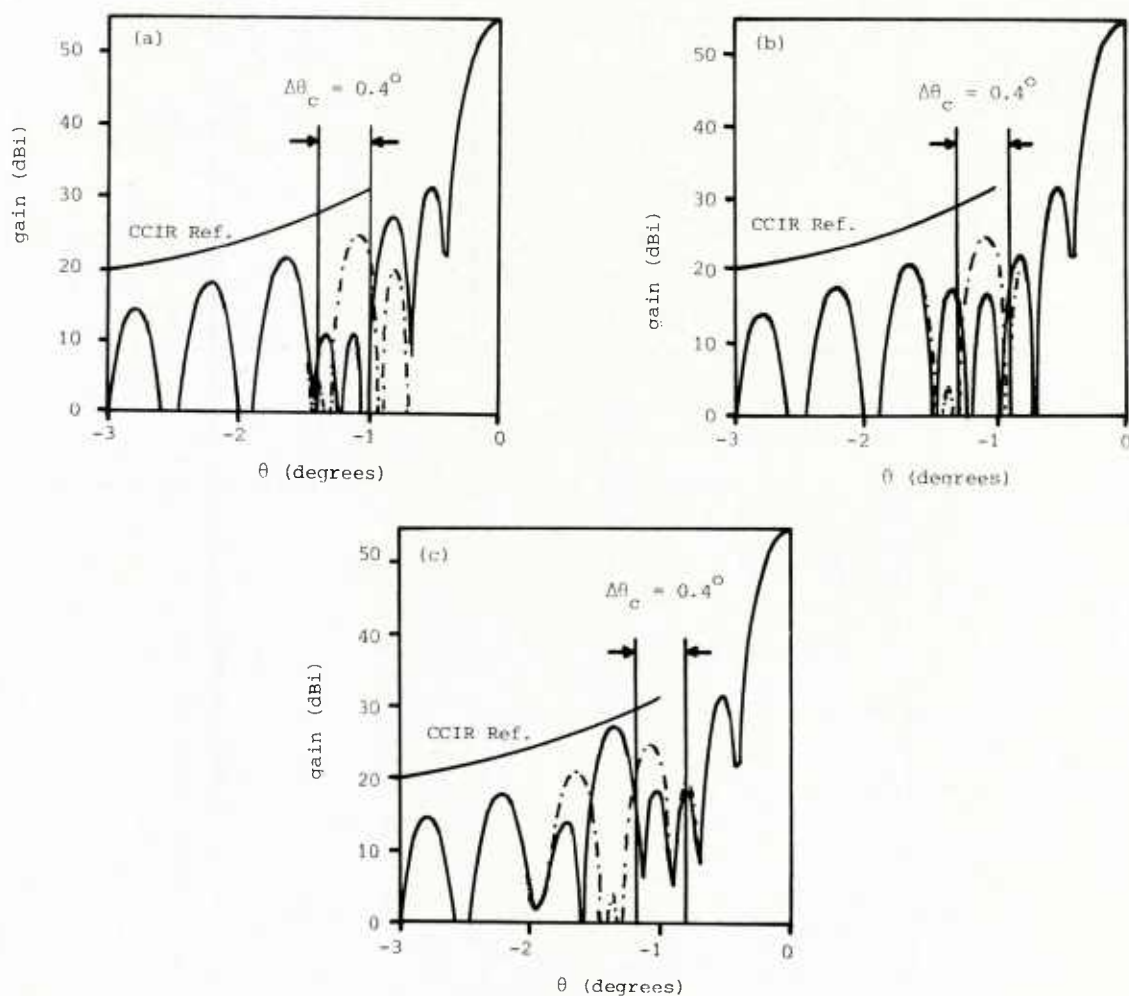 (a)
Δθc = 0.4°
CCIR Ref.
gain (dBi)
50
40
30
20
10
0
-3
-2
-1
0
θ (degrees)
(b)
Δθc = 0.4°
CCIR Ref.
gain (dBi)
50
40
30
20
10
0
-3
-2
-1
0
θ (degrees)
(c)
Δθc = 0.4°
CCIR Ref.
gain (dBi)
50
40
30
20
10
0
-3
-2
-1
0
θ (degrees)